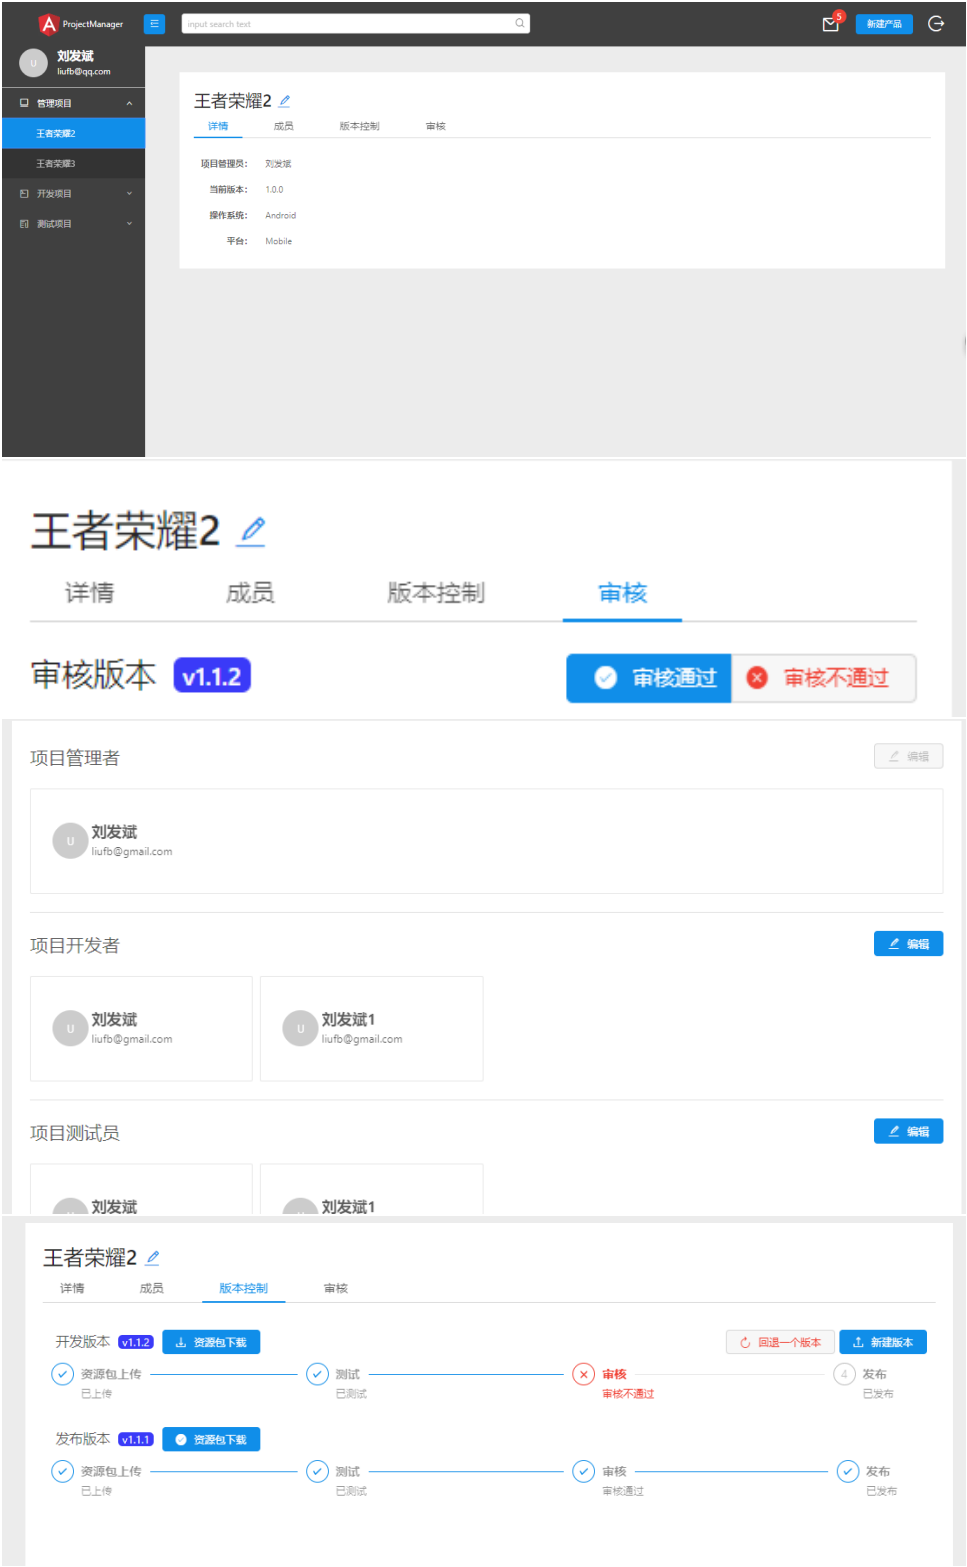 ProjectManager
input search text
5
新建产品
U
刘发斌
liufb@qq.com
管理项目
王者荣耀2
王者荣耀3
开发项目
测试项目
王者荣耀2
详情 成员 版本控制 审核
项目管理员: 刘发斌
当前版本: 1.0.0
操作系统: Android
平台: Mobile
王者荣耀2
详情 成员 版本控制 审核
审核版本 v1.1.2 审核通过 审核不通过
项目管理者 编辑
U
刘发斌
liufb@gmail.com
项目开发者 编辑
U
刘发斌
liufb@gmail.com
U
刘发斌1
liufb@gmail.com
项目测试员 编辑
刘发斌 刘发斌1
王者荣耀2
详情 成员 版本控制 审核
开发版本 v1.1.2 资源包下载 回退一个版本 新建版本
资源包上传 测试 审核 4 发布
已上传 已测试 审核不通过 已发布
发布版本 v1.1.1 资源包下载
资源包上传 测试 审核 发布
已上传 已测试 审核通过 已发布